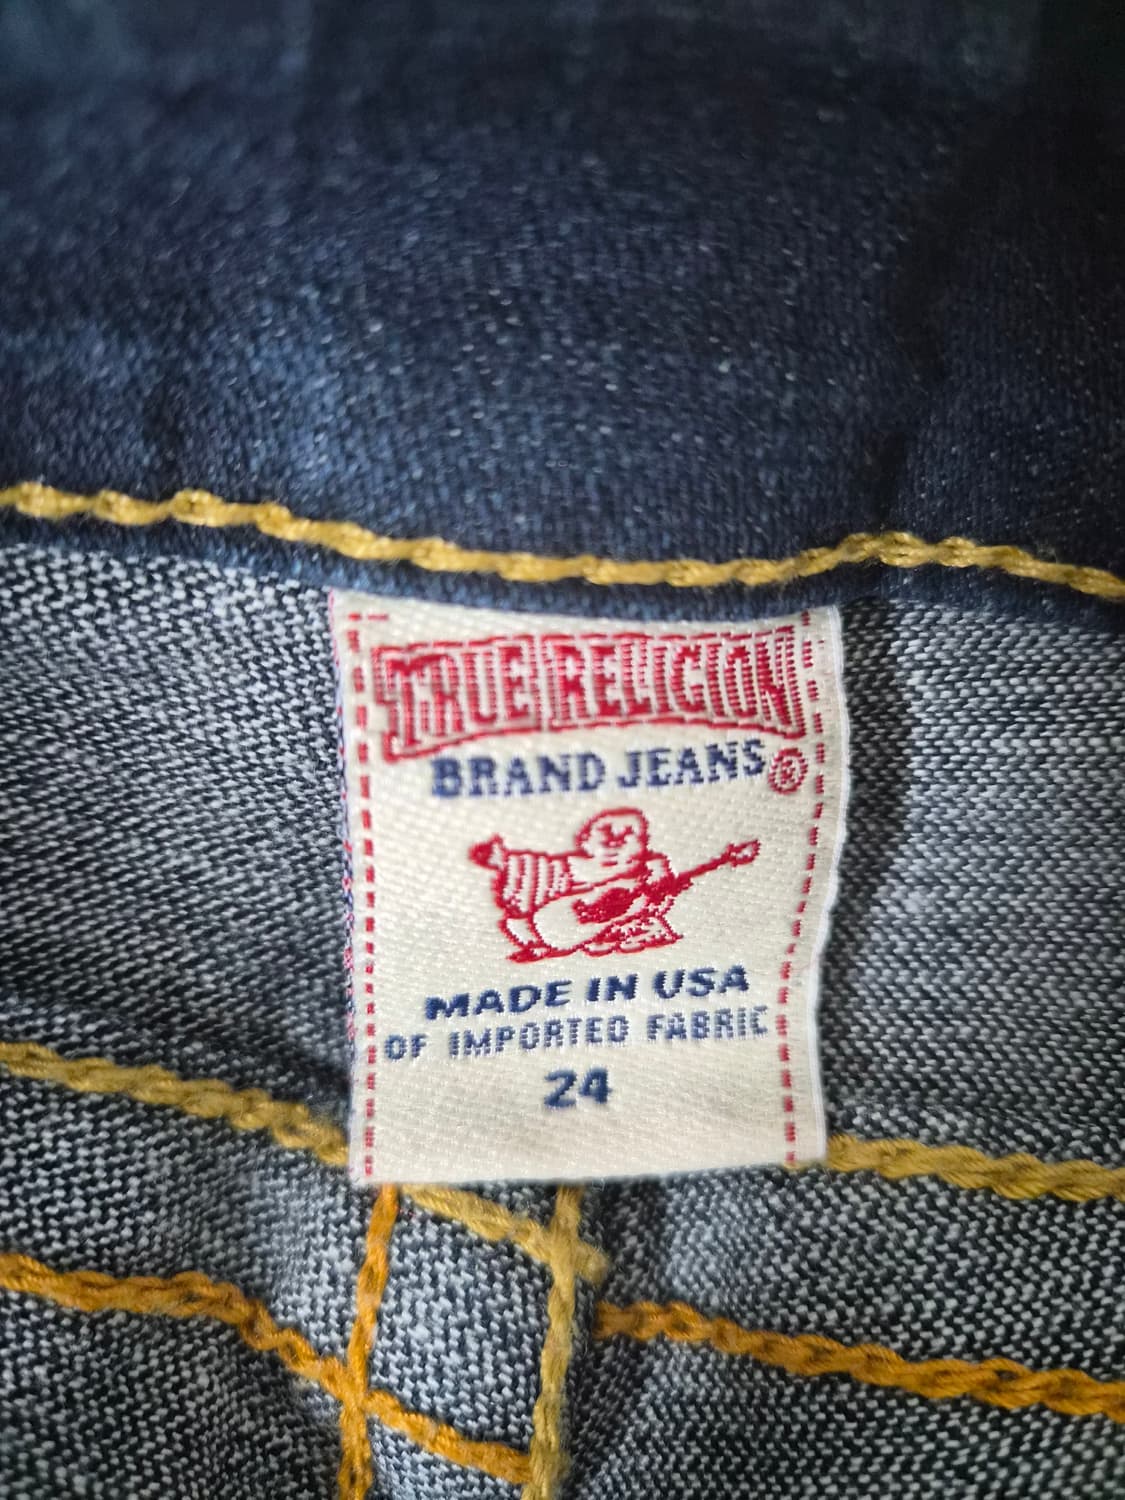 TRUE RELIGION
BRAND JEANS®
MADE IN USA
OF IMPORTED FABRIC
24